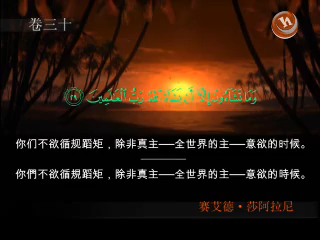 卷三十
وَمَا تَشَاءُونَ إِلَّا أَن يَشَاءَ اللَّهُ رَبُّ الْعَالَمِينَ ﴿٢٩﴾
你们不欲循规蹈矩，除非真主──全世界的主──意欲的时候。
你們不欲循規蹈矩，除非真主──全世界的主──意欲的時候。
赛艾德·莎阿拉尼